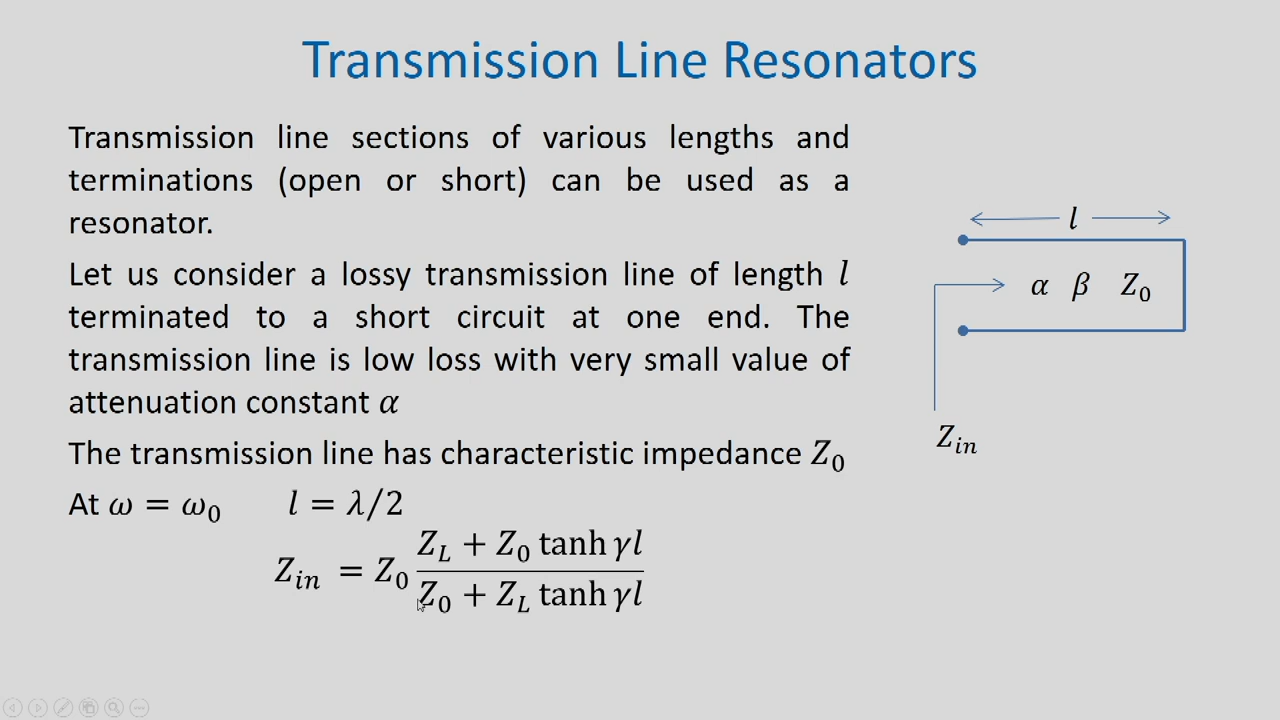 Transmission Line Resonators
Transmission line sections of various lengths and
terminations (open or short) can be used as a
resonator.
Let us consider a lossy transmission line of length l
terminated to a short circuit at one end. The
transmission line is low loss with very small value of
attenuation constant α
The transmission line has characteristic impedance Z₀
At ω = ω₀ l = λ/2
Z_in = Z₀ (Z_L + Z₀ tanh γl) / (Z₀ + Z_L tanh γl)
l
α β Z₀
Z_in